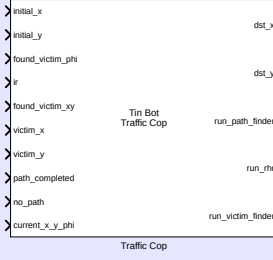 initial_x
dst_x
initial_y
found_victim_phi
dst_y
ir
found_victim_xy
Tin Bot
Traffic Cop
victim_x
run_path_finder
victim_y
path_completed
run_rh
no_path
run_victim_finder
current_x_y_phi
Traffic Cop